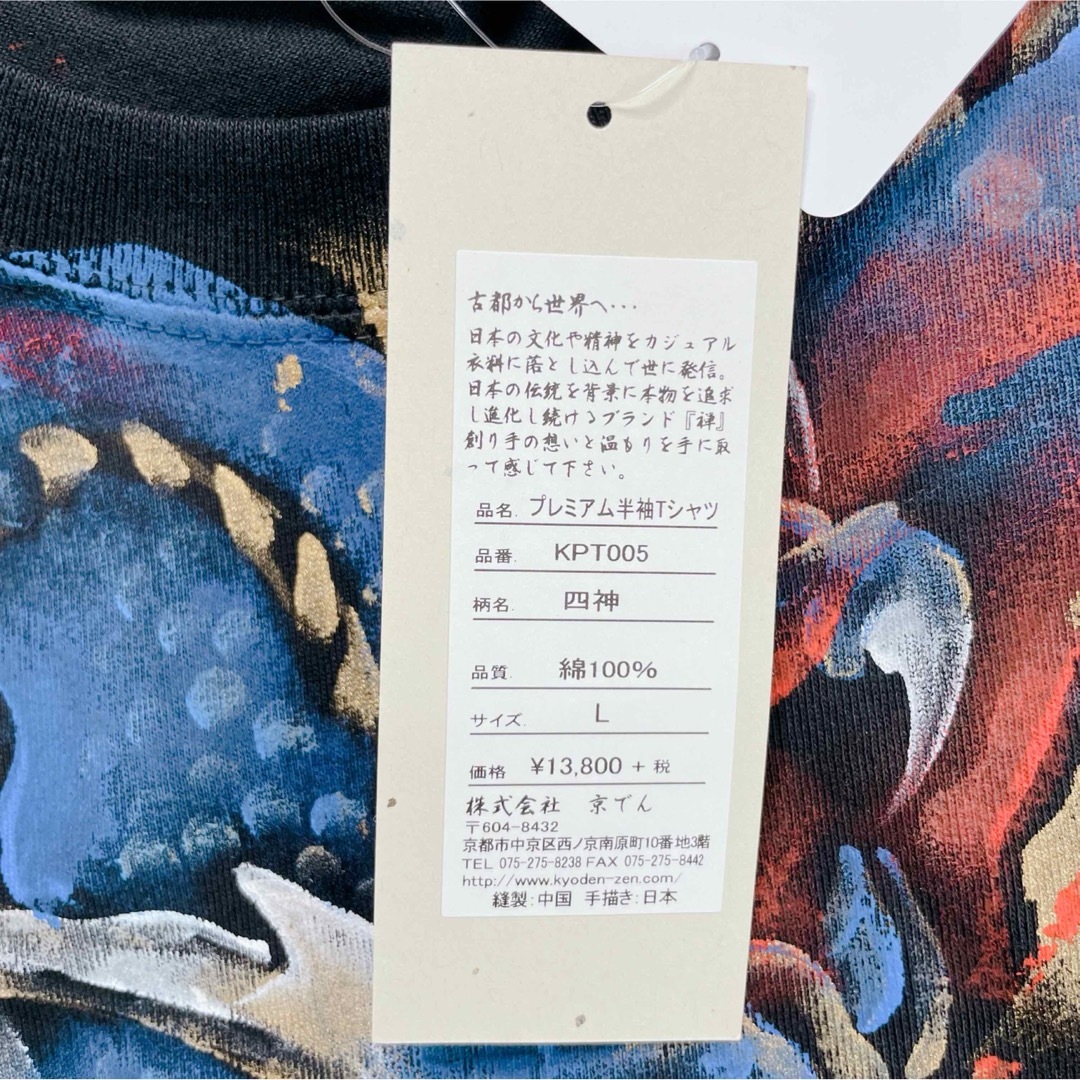 古都から世界へ・・・
日本の文化や精神をカジュアル
衣料に落とし込んで世に発信。
日本の伝統を背景に本物を追求
し進化し続けるブランド『禅』
創り手の想いと温もりを手に取
って感じて下さい。
品名. プレミアム半袖Tシャツ
品番. KPT005
柄名. 四神
品質. 綿100%
サイズ. L
価格 ¥13,800 + 税
株式会社 京でん
〒604-8432
京都市中京区西ノ京南原町10番地3階
TEL 075-275-8238 FAX 075-275-8442
http://www.kyoden-zen.com/
縫製:中国 手描き:日本